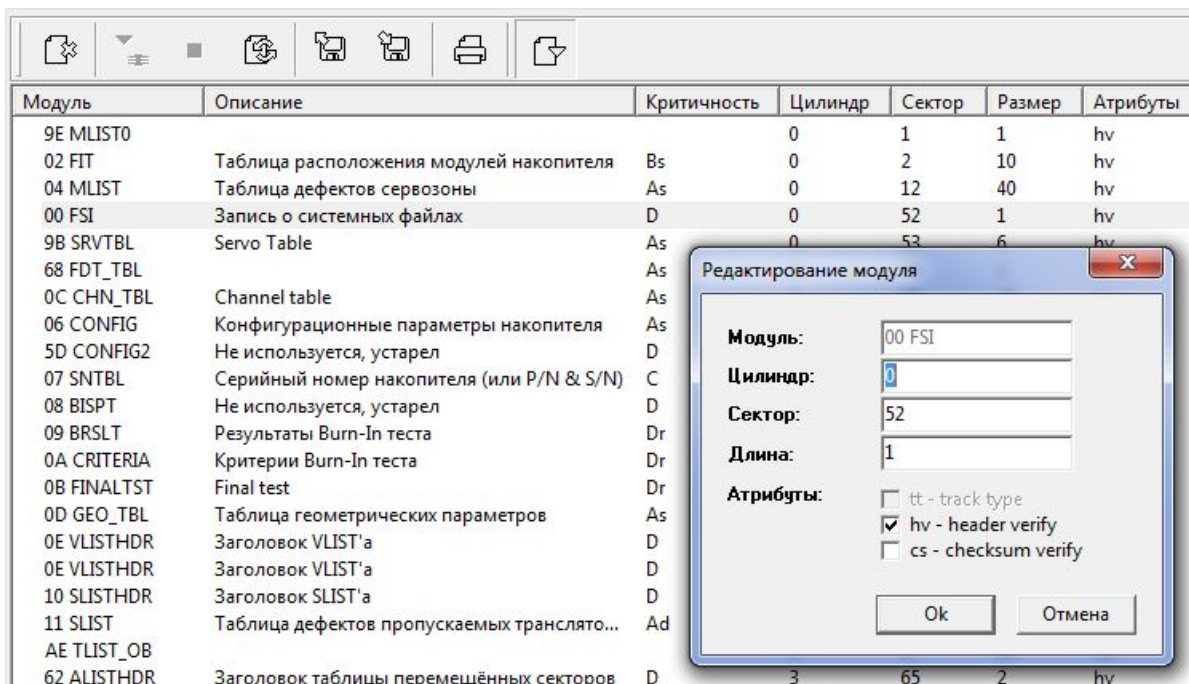 Модуль Описание Критичность Цилиндр Сектор Размер Атрибуты
9E MLIST0 0 1 1 hv
02 FIT Таблица расположения модулей накопителя Bs 0 2 10 hv
04 MLIST Таблица дефектов сервозоны As 0 12 40 hv
00 FSI Запись о системных файлах D 0 52 1 hv
9B SRVTBL Servo Table As 0 53 6 hv
68 FDT_TBL As
0C CHN_TBL Channel table As
06 CONFIG Конфигурационные параметры накопителя As
5D CONFIG2 Не используется, устарел D
07 SNTBL Серийный номер накопителя (или P/N & S/N) C
08 BISPT Не используется, устарел D
09 BRSLT Результаты Burn-In теста Dr
0A CRITERIA Критерии Burn-In теста Dr
0B FINALTST Final test Dr
0D GEO_TBL Таблица геометрических параметров As
0E VLISTHDR Заголовок VLIST'а D
0E VLISTHDR Заголовок VLIST'а D
10 SLISTHDR Заголовок SLIST'а D
11 SLIST Таблица дефектов пропускаемых транслято... Ad
AE TLIST_OB
62 ALISTHDR Заголовок таблицы перемещённых секторов D 3 65 2 hv
Редактирование модуля
Модуль: 00 FSI
Цилиндр: 0
Сектор: 52
Длина: 1
Атрибуты: tt - track type
hv - header verify
cs - checksum verify
Ok Отмена